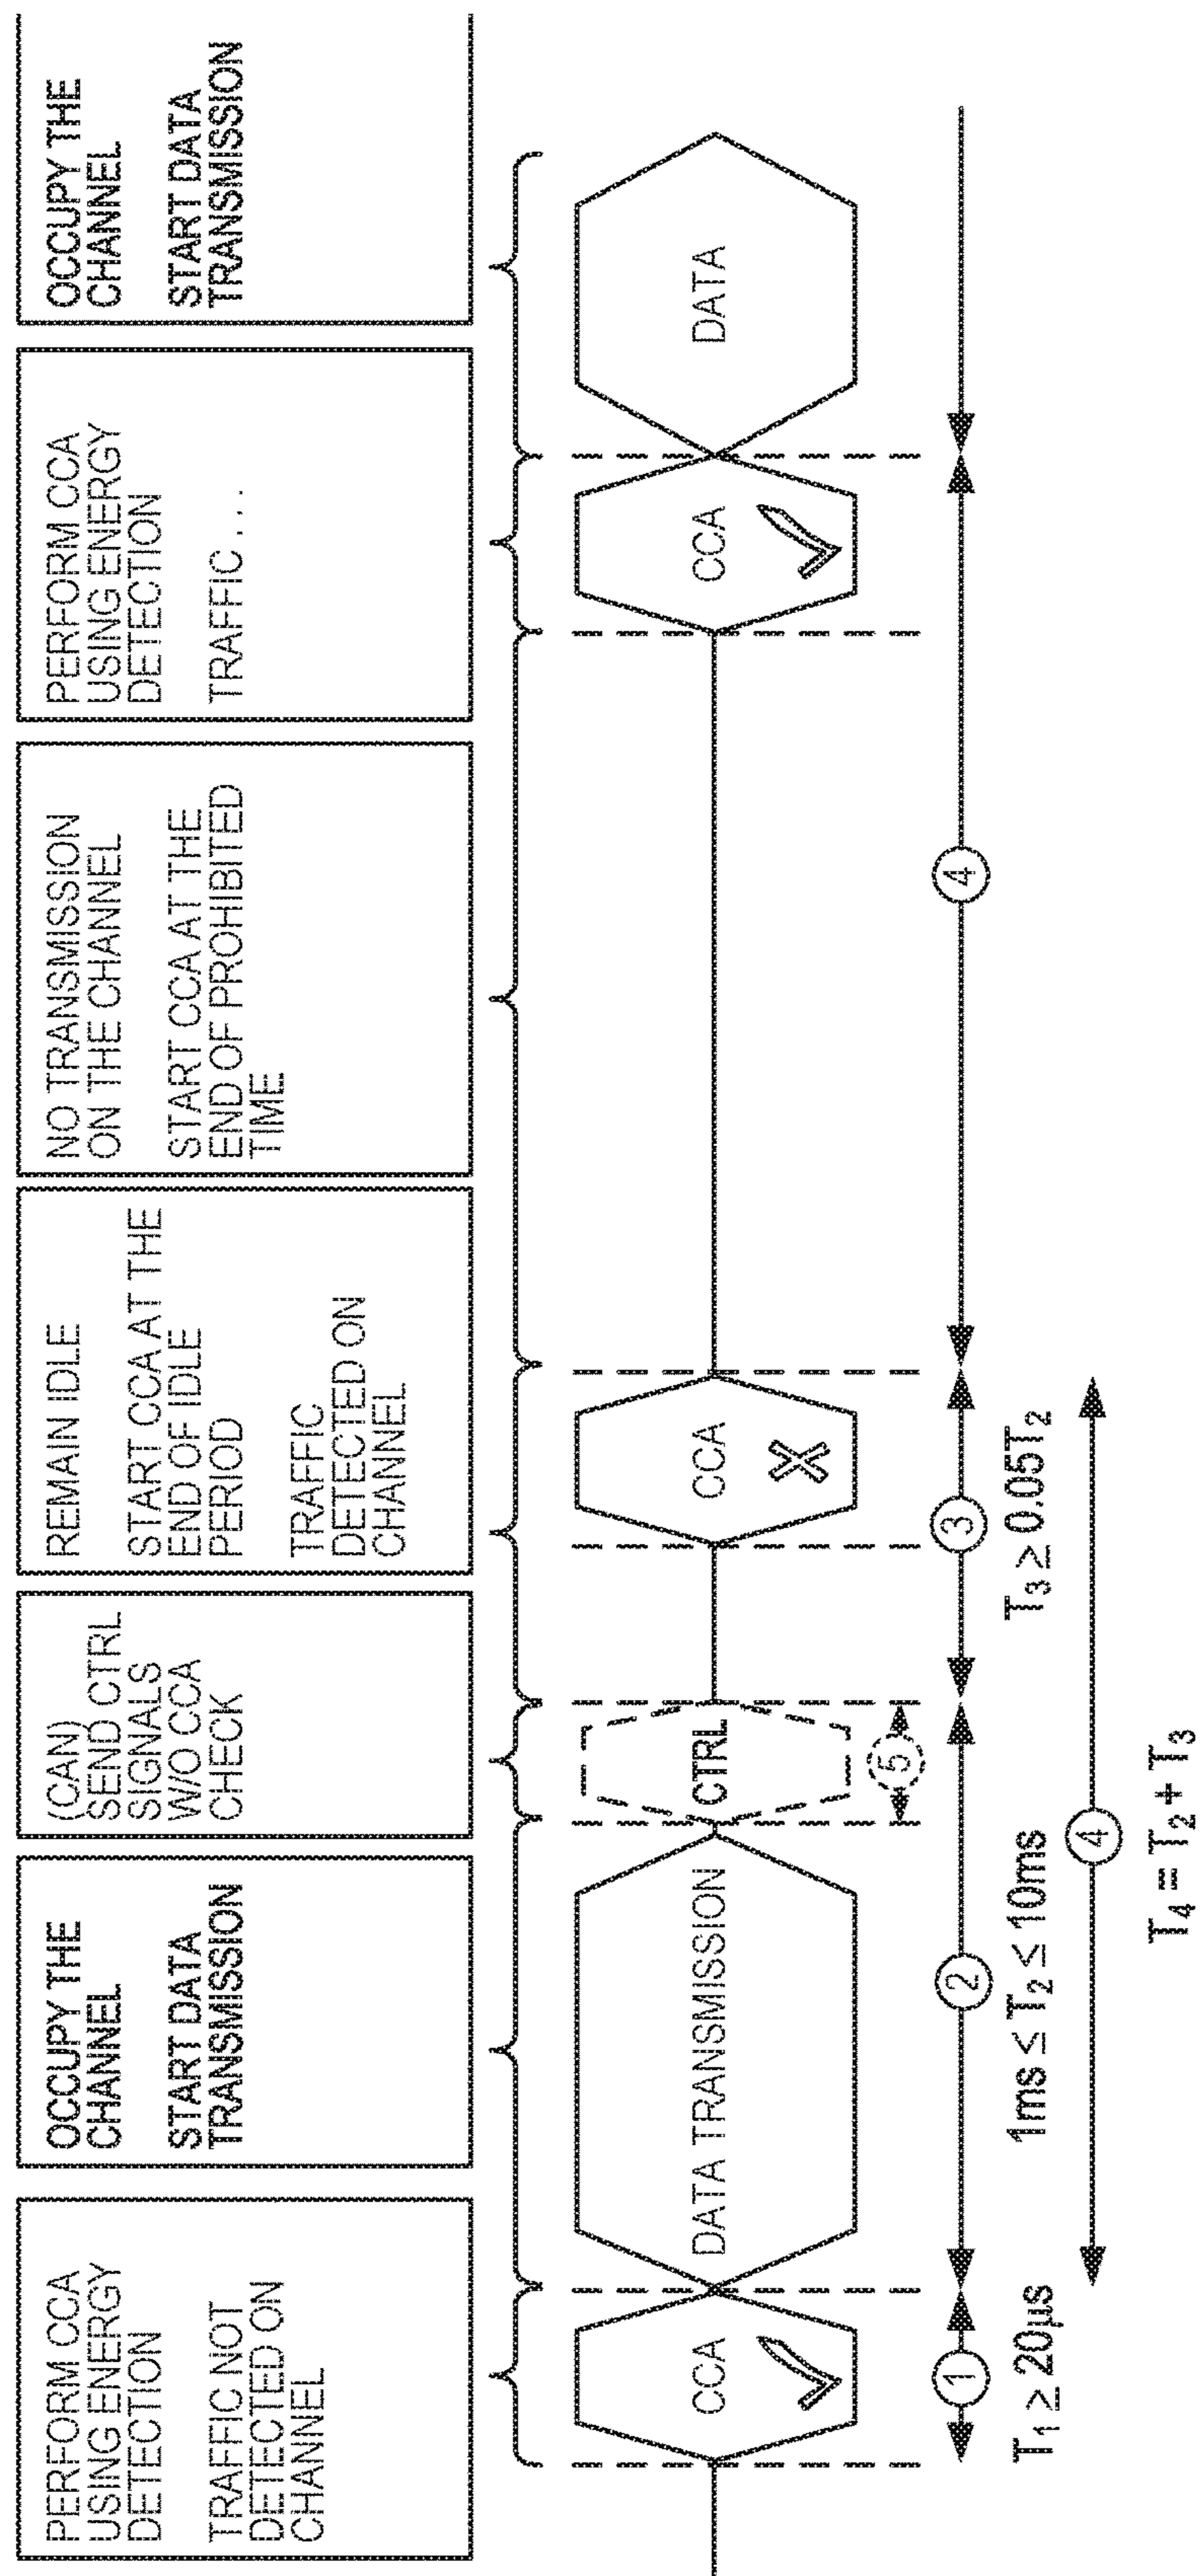 PERFORM CCA
USING ENERGY
DETECTION
TRAFFIC NOT
DETECTED ON
CHANNEL
OCCUPY THE
CHANNEL
START DATA
TRANSMISSION
(CAN)
SEND CTRL
SIGNALS
W/O CCA
CHECK
REMAIN IDLE
START CCA AT THE
END OF IDLE
PERIOD
TRAFFIC
DETECTED ON
CHANNEL
NO TRANSMISSION
ON THE CHANNEL
START CCA AT THE
END OF PROHIBITED
TIME
PERFORM CCA
USING ENERGY
DETECTION
TRAFFIC . . .
OCCUPY THE
CHANNEL
START DATA
TRANSMISSION
CCA
DATA TRANSMISSION
CTRL
CCA
CCA
DATA
5
1
2
3
4
T₁ ≥ 20µs
1ms ≤ T₂ ≤ 10ms
T₃ ≥ 0.05T₂
4
T₄ = T₂ + T₃